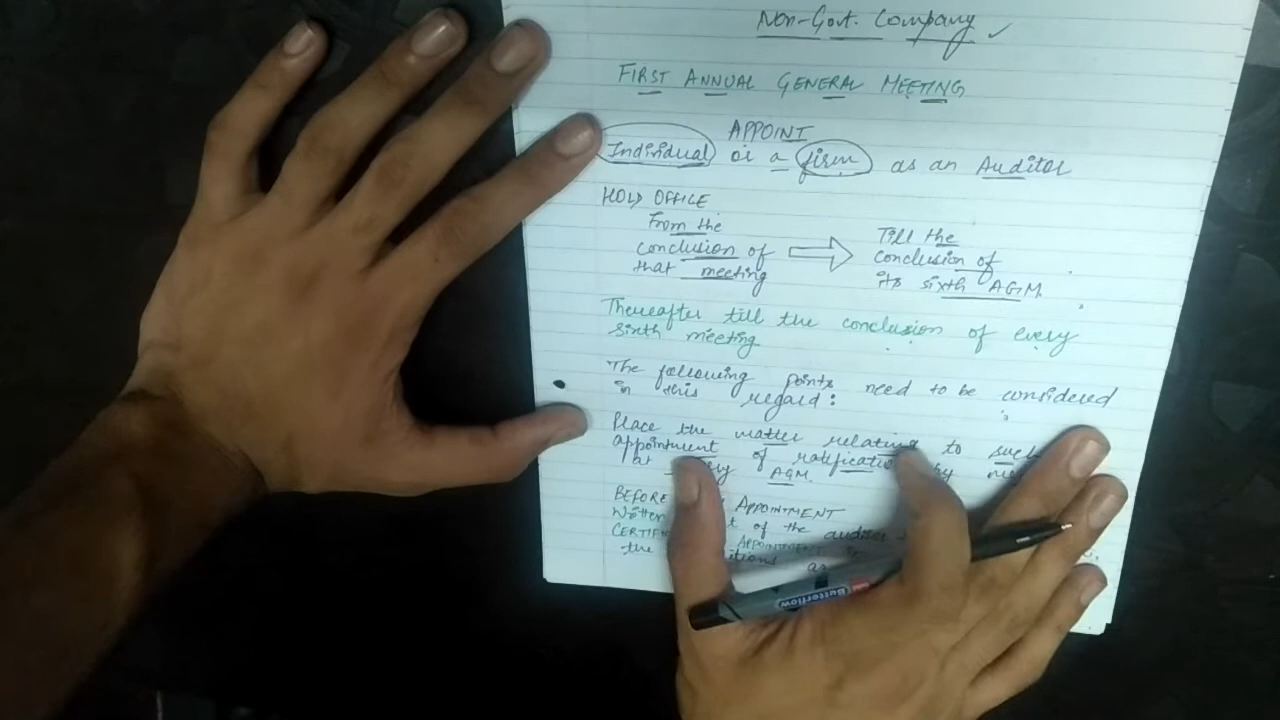 Non-Govt. Company
FIRST ANNUAL GENERAL MEETING
APPOINT
Individual or a firm as an Auditor
HOLD OFFICE
From the
conclusion of
that meeting
Till the
conclusion of
its sixth AGM.
Thereafter till the conclusion of every
sixth meeting
The following points need to be considered
in this regard:
Place the matter relating to such
appointment of ratification by
at AGM.
BEFORE APPOINTMENT
Written of the auditor
APPOINTMENT
the
Butterflow